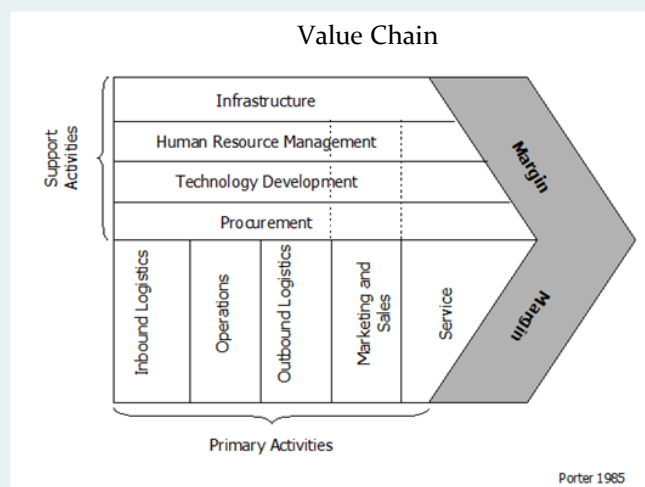 Value Chain
Support
Activities
Infrastructure
Human Resource Management
Technology Development
Procurement
Inbound Logistics
Operations
Outbound Logistics
Marketing and
Sales
Service
Margin
Margin
Primary Activities
Porter 1985